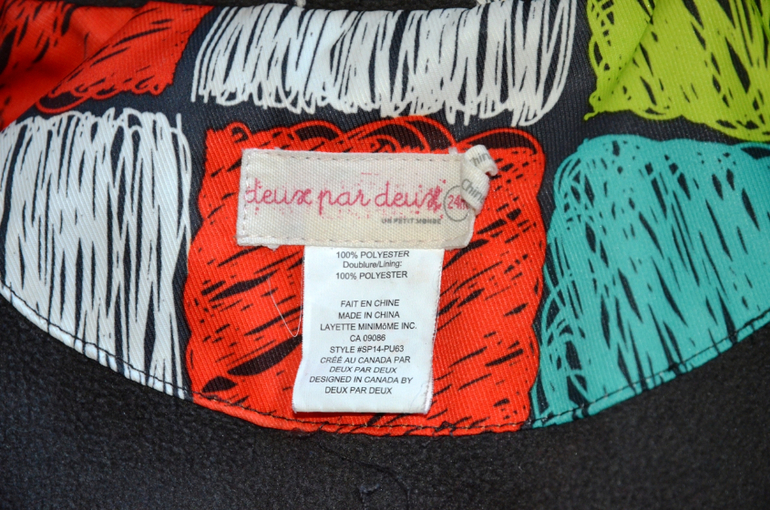 deux par deux
24m
UN PETIT MONDE
100% POLYESTER
Doublure/Lining:
100% POLYESTER
FAIT EN CHINE
MADE IN CHINA
LAYETTE MINIMôME INC.
CA 09086
STYLE #SP14-PU63
CRÉÉ AU CANADA PAR
DEUX PAR DEUX
DESIGNED IN CANADA BY
DEUX PAR DEUX